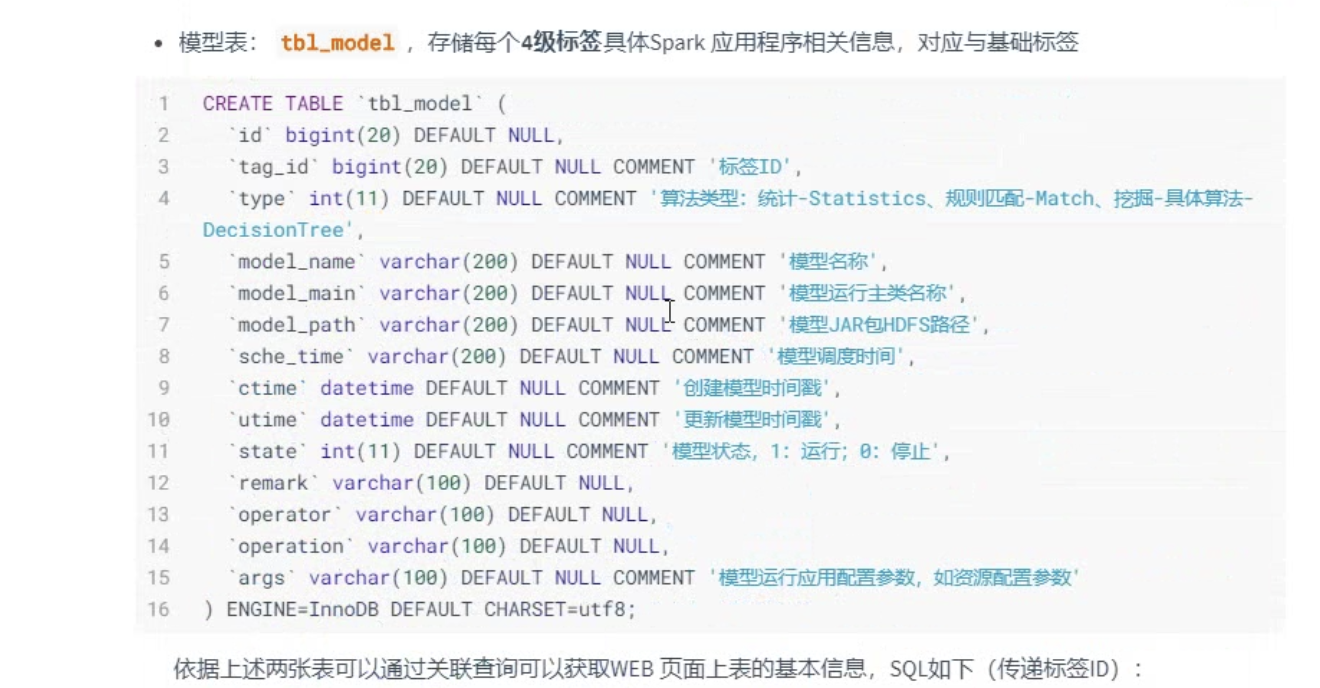 • 模型表： tbl_model ，存储每个4级标签具体Spark 应用程序相关信息，对应与基础标签
1 CREATE TABLE `tbl_model` (
2 `id` bigint(20) DEFAULT NULL,
3 `tag_id` bigint(20) DEFAULT NULL COMMENT '标签ID',
4 `type` int(11) DEFAULT NULL COMMENT '算法类型：统计-Statistics、规则匹配-Match、挖掘-具体算法-
DecisionTree',
5 `model_name` varchar(200) DEFAULT NULL COMMENT '模型名称',
6 `model_main` varchar(200) DEFAULT NULL COMMENT '模型运行主类名称',
7 `model_path` varchar(200) DEFAULT NULL COMMENT '模型JAR包HDFS路径',
8 `sche_time` varchar(200) DEFAULT NULL COMMENT '模型调度时间',
9 `ctime` datetime DEFAULT NULL COMMENT '创建模型时间戳',
10 `utime` datetime DEFAULT NULL COMMENT '更新模型时间戳',
11 `state` int(11) DEFAULT NULL COMMENT '模型状态，1：运行；0：停止',
12 `remark` varchar(100) DEFAULT NULL,
13 `operator` varchar(100) DEFAULT NULL,
14 `operation` varchar(100) DEFAULT NULL,
15 `args` varchar(100) DEFAULT NULL COMMENT '模型运行应用配置参数，如资源配置参数'
16 ) ENGINE=InnoDB DEFAULT CHARSET=utf8;
依据上述两张表可以通过关联查询可以获取WEB 页面上表的基本信息，SQL如下（传递标签ID）：